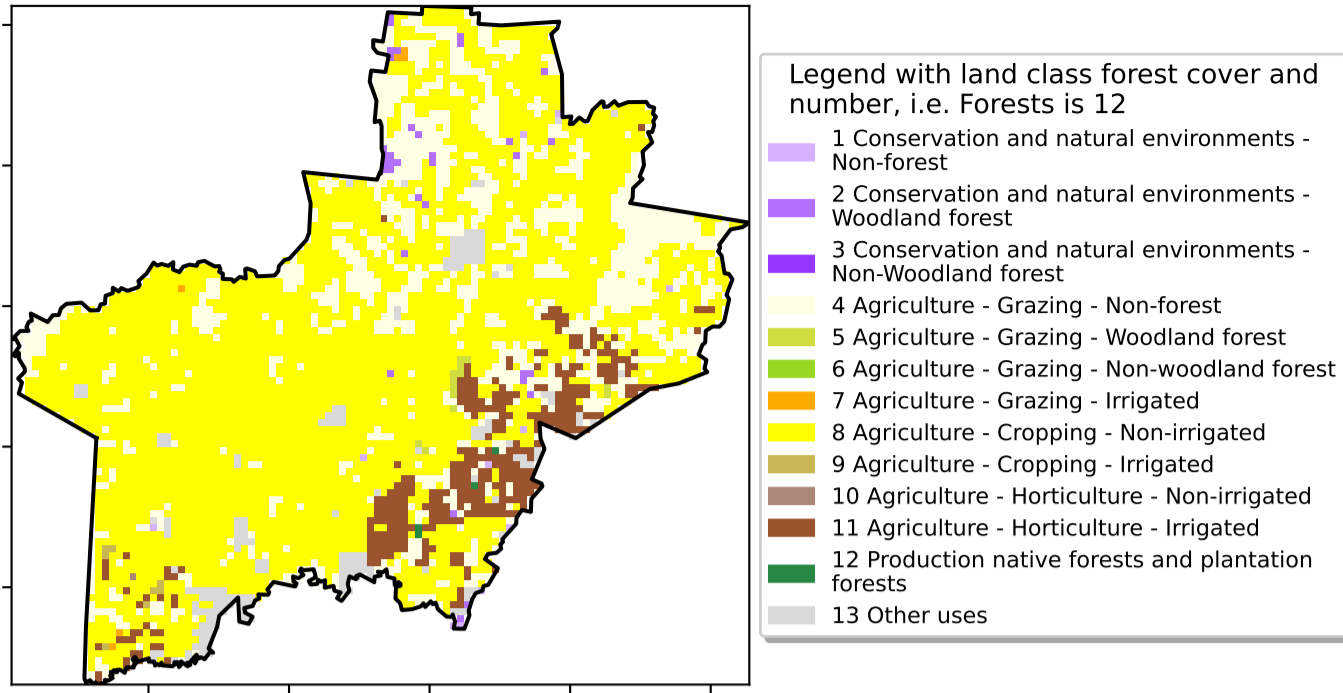 Legend with land class forest cover and
number, i.e. Forests is 12
1 Conservation and natural environments -
Non-forest
2 Conservation and natural environments -
Woodland forest
3 Conservation and natural environments -
Non-Woodland forest
4 Agriculture - Grazing - Non-forest
5 Agriculture - Grazing - Woodland forest
6 Agriculture - Grazing - Non-woodland forest
7 Agriculture - Grazing - Irrigated
8 Agriculture - Cropping - Non-irrigated
9 Agriculture - Cropping - Irrigated
10 Agriculture - Horticulture - Non-irrigated
11 Agriculture - Horticulture - Irrigated
12 Production native forests and plantation
forests
13 Other uses